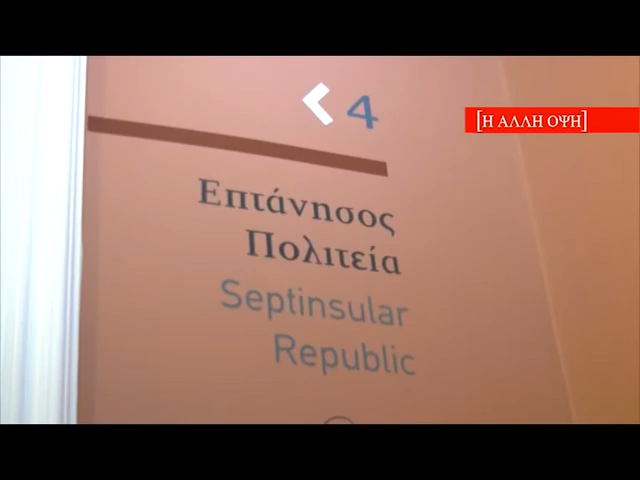 < 4
[Η ΑΛΛΗ ΟΨΗ]
Επτάνησος
Πολιτεία
Septinsular
Republic